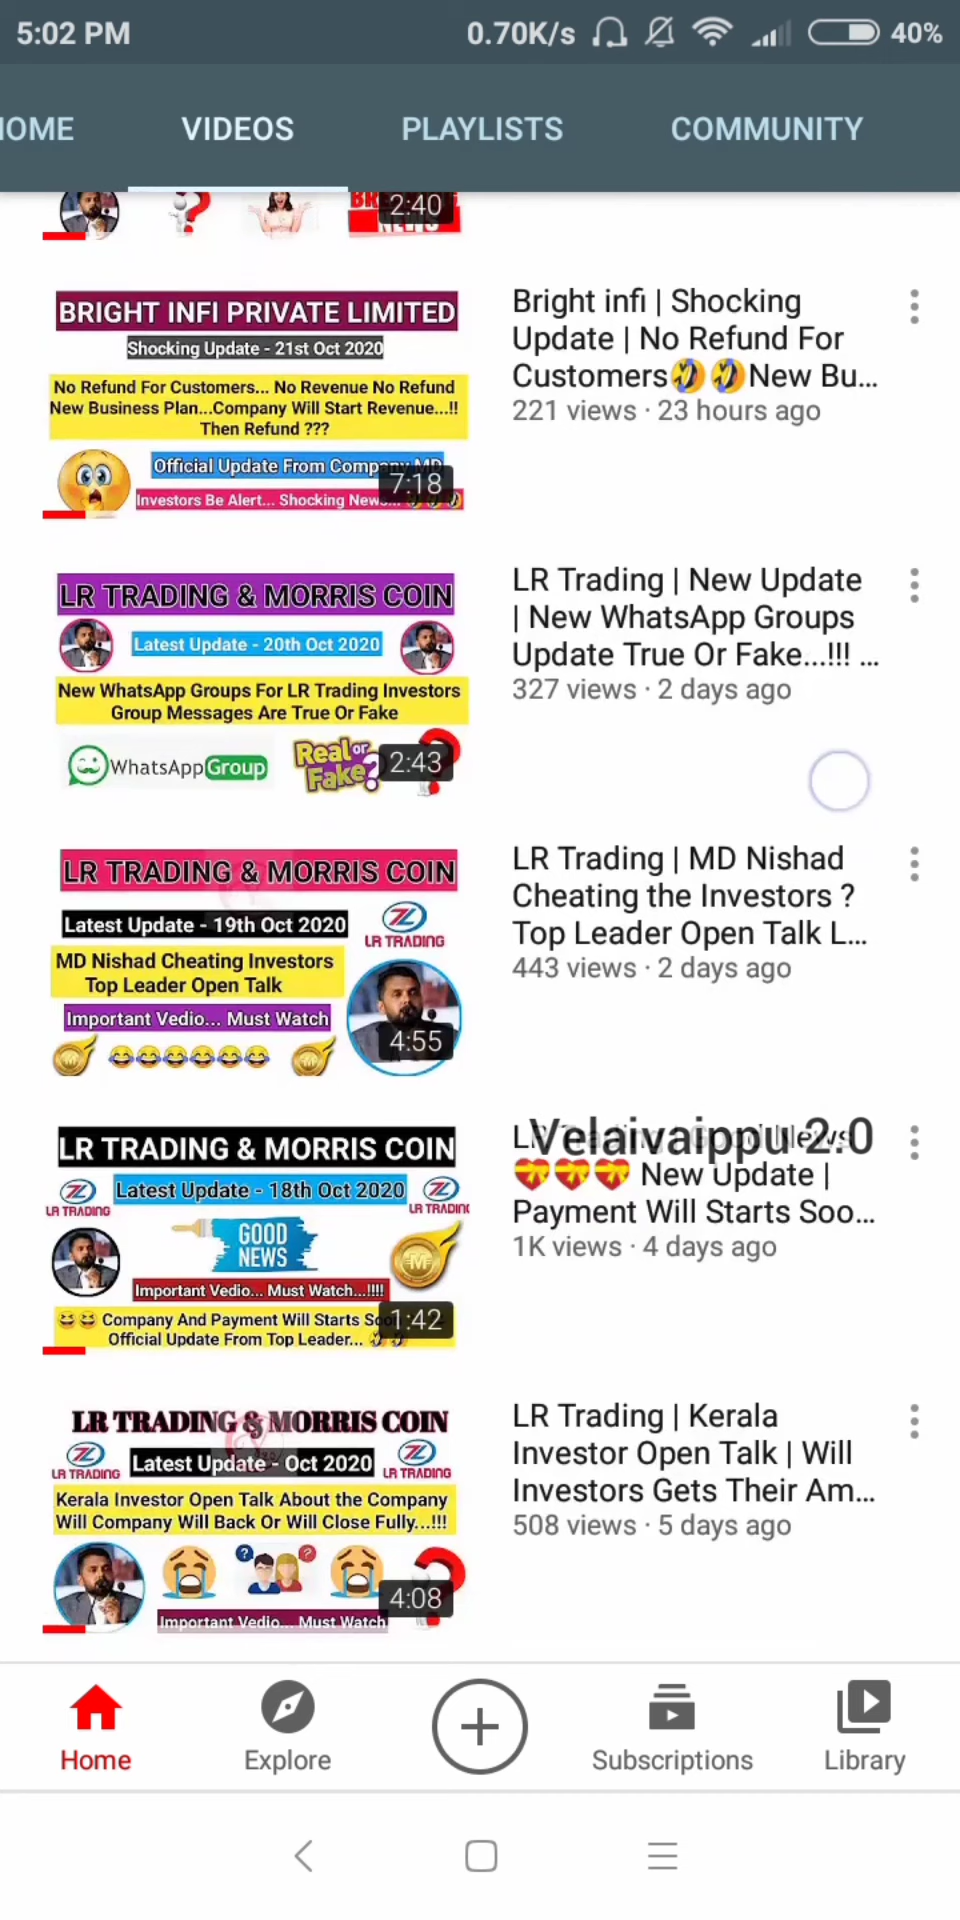 5:02 PM
0.70K/s
40%
HOME VIDEOS PLAYLISTS COMMUNITY
2:40
BRIGHT INFI PRIVATE LIMITED
Shocking Update - 21st Oct 2020
No Refund For Customers... No Revenue No Refund
New Business Plan...Company Will Start Revenue...!!
Then Refund ???
Official Update From Company MD
Investors Be Alert... Shocking News...
7:18
Bright infi | Shocking
Update | No Refund For
Customers🤣🤣New Bu...
221 views · 23 hours ago
LR TRADING & MORRIS COIN
Latest Update - 20th Oct 2020
New WhatsApp Groups For LR Trading Investors
Group Messages Are True Or Fake
WhatsApp Group
Real or
Fake?
2:43
LR Trading | New Update
| New WhatsApp Groups
Update True Or Fake...!!! ...
327 views · 2 days ago
LR TRADING & MORRIS COIN
Latest Update - 19th Oct 2020
LR TRADING
MD Nishad Cheating Investors
Top Leader Open Talk
Important Vedio... Must Watch
4:55
LR Trading | MD Nishad
Cheating the Investors ?
Top Leader Open Talk L...
443 views · 2 days ago
LR TRADING & MORRIS COIN
Latest Update - 18th Oct 2020
LR TRADING
LR TRADING
GOOD
NEWS
Important Vedio... Must Watch...!!!!
😆😆 Company And Payment Will Starts Soon
Official Update From Top Leader... 🤣🤣
1:42
LR Trading | Good News
💝💝💝 New Update |
Payment Will Starts Soo...
1K views · 4 days ago
Velaivaippu 2.0
LR TRADING & MORRIS COIN
LR TRADING
Latest Update - Oct 2020
LR TRADING
Kerala Investor Open Talk About the Company
Will Company Will Back Or Will Close Fully...!!!
Important Vedio... Must Watch
4:08
LR Trading | Kerala
Investor Open Talk | Will
Investors Gets Their Am...
508 views · 5 days ago
Home Explore Subscriptions Library